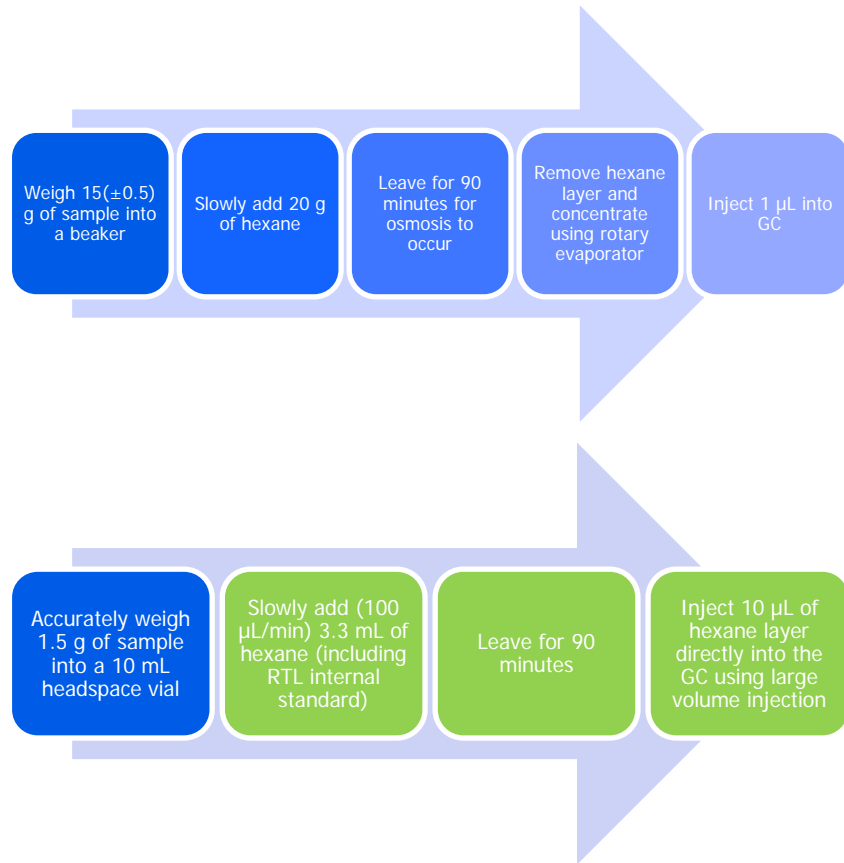 Weigh 15(±0.5)
g of sample into
a beaker
Slowly add 20 g
of hexane
Leave for 90
minutes for
osmosis to
occur
Remove hexane
layer and
concentrate
using rotary
evaporator
Inject 1 µL into
GC
Accurately weigh
1.5 g of sample
into a 10 mL
headspace vial
Slowly add (100
µL/min) 3.3 mL of
hexane (including
RTL internal
standard)
Leave for 90
minutes
Inject 10 µL of
hexane layer
directly into the
GC using large
volume injection